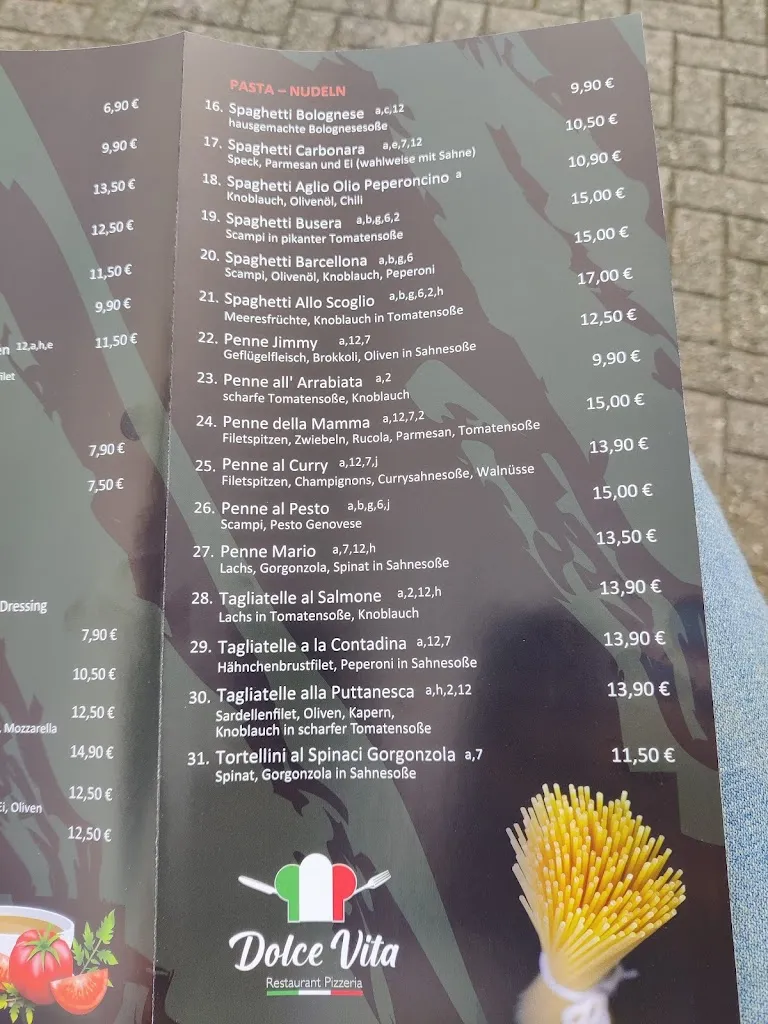 6,90 €
9,90 €
13,50 €
12,50 €
11,50 €
9,90 €
en 12,a,h,e 11,50 €
filet
7,90 €
7,50 €
Dressing
7,90 €
10,50 €
12,50 €
, Mozzarella
14,90 €
12,50 €
Ei, Oliven
12,50 €
PASTA – NUDELN
16. Spaghetti Bolognese a,c,12 9,90 €
hausgemachte Bolognesesoße
17. Spaghetti Carbonara a,e,7,12 10,50 €
Speck, Parmesan und Ei (wahlweise mit Sahne)
18. Spaghetti Aglio Olio Peperoncino a 10,90 €
Knoblauch, Olivenöl, Chili
19. Spaghetti Busera a,b,g,6,2 15,00 €
Scampi in pikanter Tomatensoße
20. Spaghetti Barcellona a,b,g,6 15,00 €
Scampi, Olivenöl, Knoblauch, Peperoni
21. Spaghetti Allo Scoglio a,b,g,6,2,h 17,00 €
Meeresfrüchte, Knoblauch in Tomatensoße
22. Penne Jimmy a,12,7 12,50 €
Geflügelfleisch, Brokkoli, Oliven in Sahnesoße
23. Penne all' Arrabiata a,2 9,90 €
scharfe Tomatensoße, Knoblauch
24. Penne della Mamma a,12,7,2 15,00 €
Filetspitzen, Zwiebeln, Rucola, Parmesan, Tomatensoße
25. Penne al Curry a,12,7,j 13,90 €
Filetspitzen, Champignons, Currysahnesoße, Walnüsse
26. Penne al Pesto a,b,g,6,j 15,00 €
Scampi, Pesto Genovese
27. Penne Mario a,7,12,h 13,50 €
Lachs, Gorgonzola, Spinat in Sahnesoße
28. Tagliatelle al Salmone a,2,12,h 13,90 €
Lachs in Tomatensoße, Knoblauch
29. Tagliatelle a la Contadina a,12,7 13,90 €
Hähnchenbrustfilet, Peperoni in Sahnesoße
30. Tagliatelle alla Puttanesca a,h,2,12 13,90 €
Sardellenfilet, Oliven, Kapern,
Knoblauch in scharfer Tomatensoße
31. Tortellini al Spinaci Gorgonzola a,7 11,50 €
Spinat, Gorgonzola in Sahnesoße
Dolce Vita
Restaurant Pizzeria